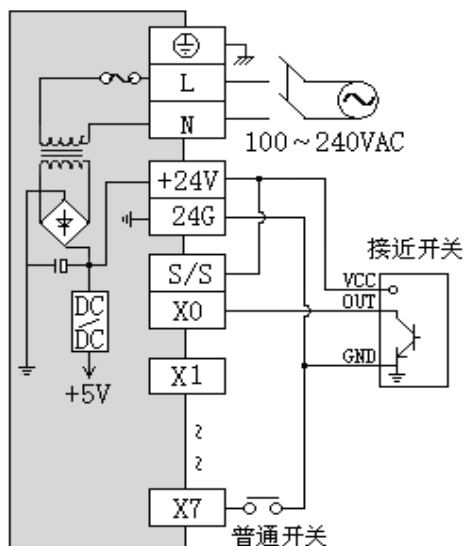 L
N
100～240VAC
+24V
24G
接近开关
S/S
VCC
X0
OUT
DC
DC
GND
+5V
X1
X7
普通开关